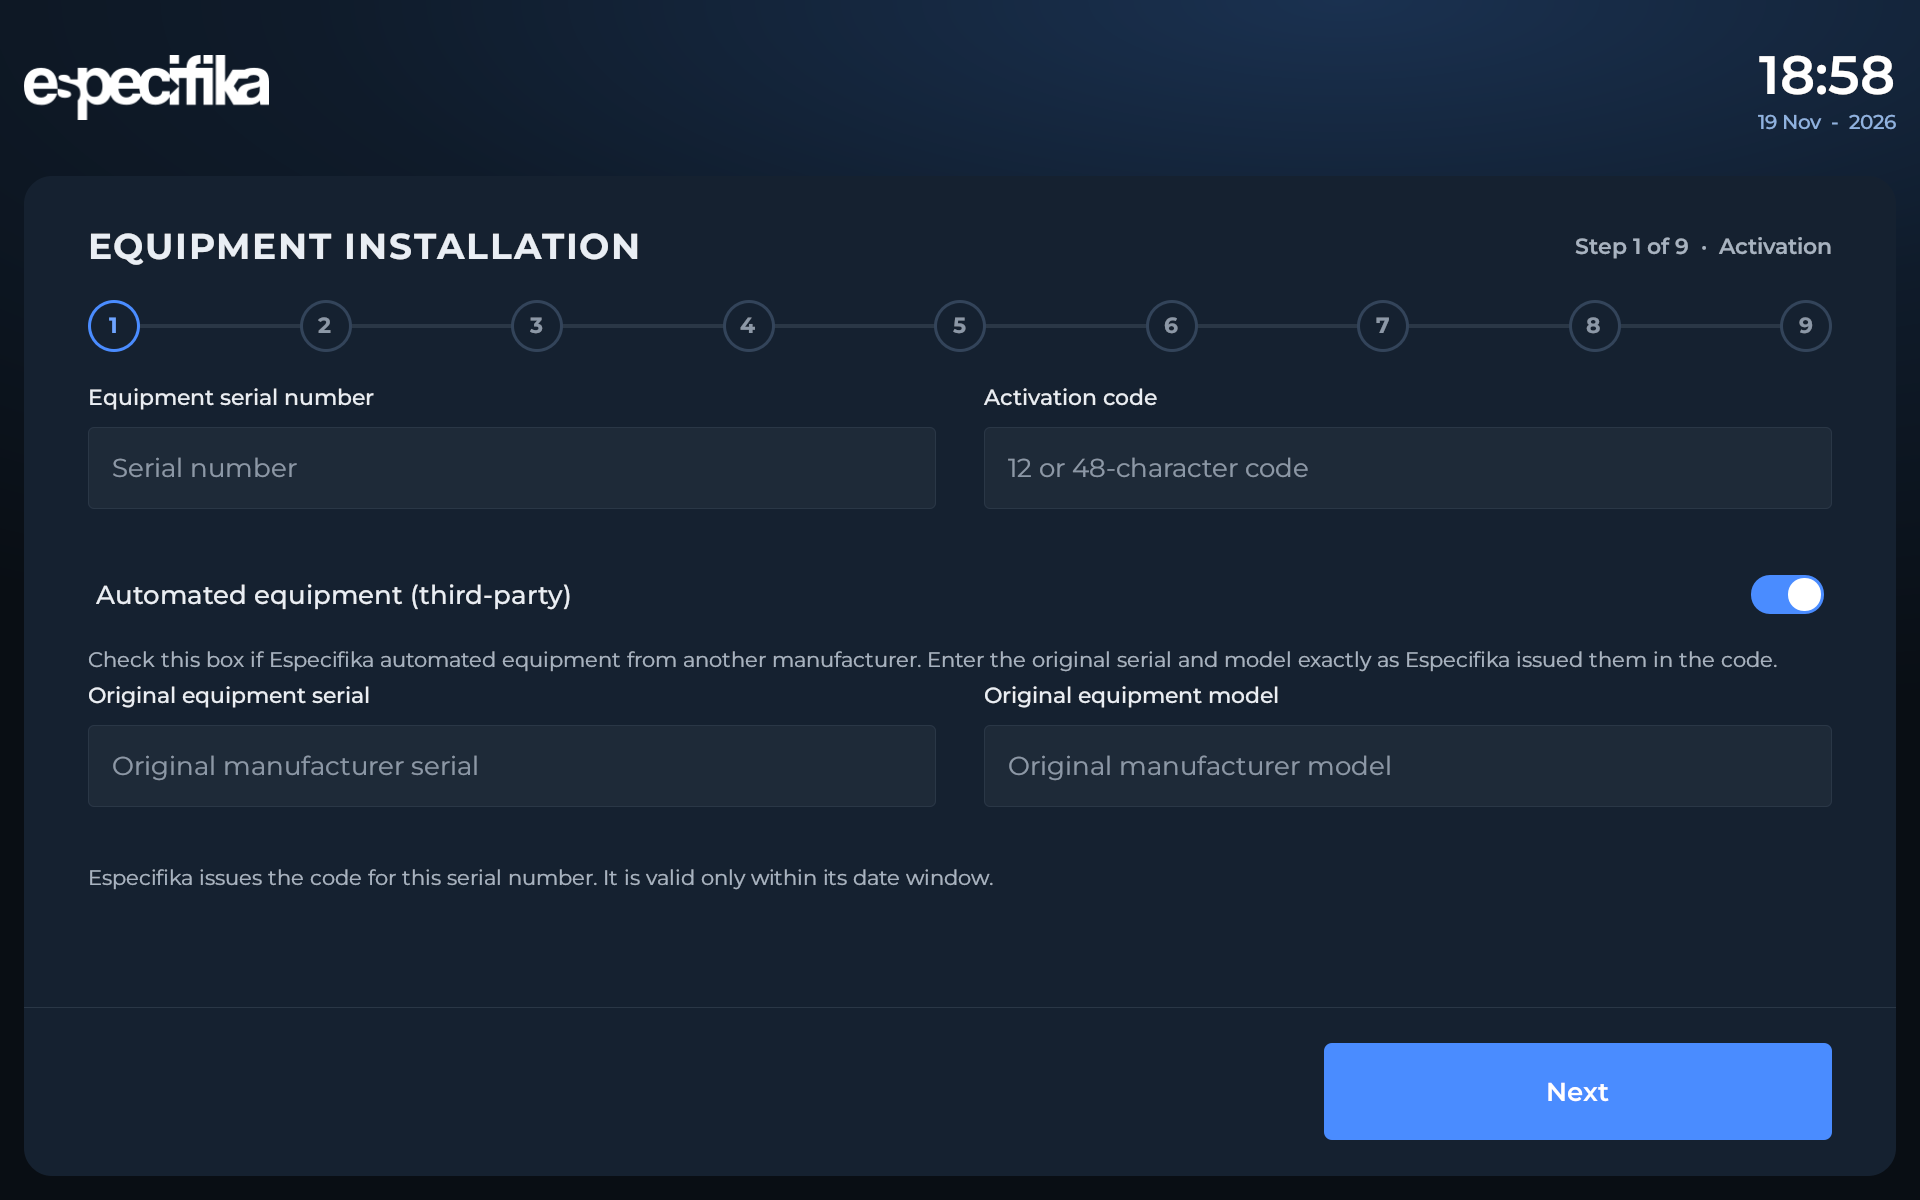 especifika
18:58
19 Nov - 2026
EQUIPMENT INSTALLATION
Step 1 of 9 · Activation
1 2 3 4 5 6 7 8 9
Equipment serial number
Activation code
Serial number
12 or 48-character code
Automated equipment (third-party)
Check this box if Especifika automated equipment from another manufacturer. Enter the original serial and model exactly as Especifika issued them in the code.
Original equipment serial
Original equipment model
Original manufacturer serial
Original manufacturer model
Especifika issues the code for this serial number. It is valid only within its date window.
Next